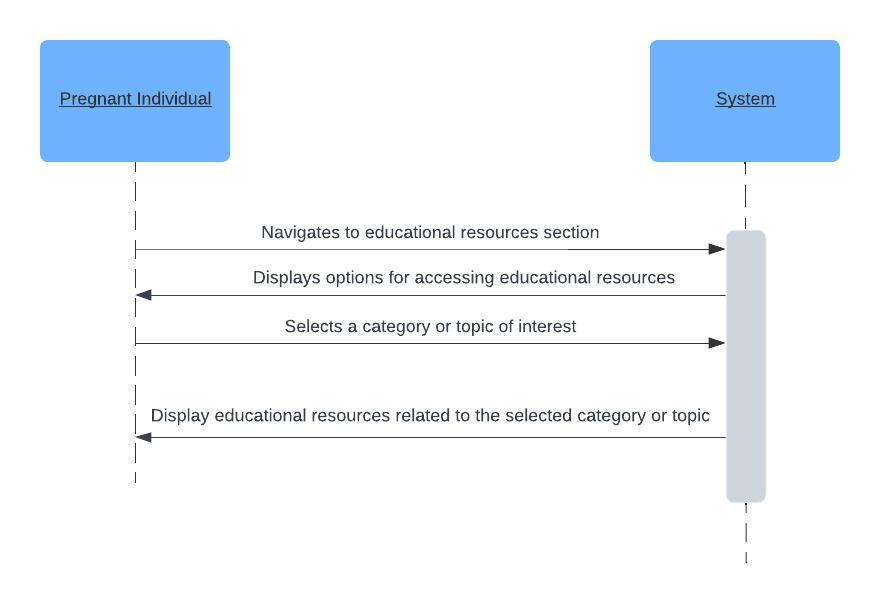 Pregnant Individual
System
Navigates to educational resources section
Displays options for accessing educational resources
Selects a category or topic of interest
Display educational resources related to the selected category or topic